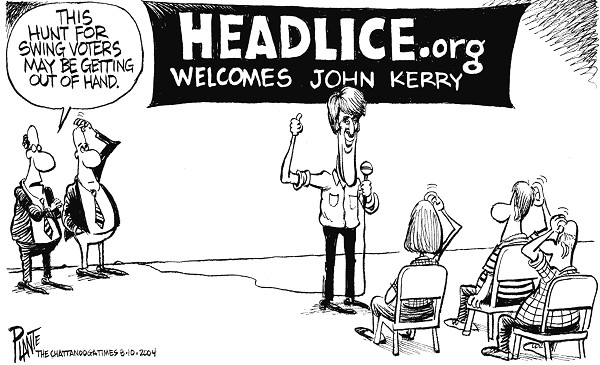 THIS
HUNT FOR
SWING VOTERS
MAY BE GETTING
OUT OF HAND.
HEADLICE.org
WELCOMES JOHN KERRY
PLANTE
THE CHATTANOOGA TIMES 8-10-2004